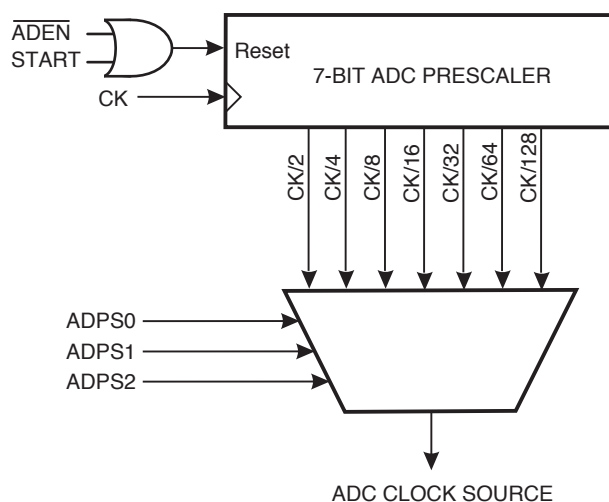 ADEN
START
Reset
CK
7-BIT ADC PRESCALER
CK/2
CK/4
CK/8
CK/16
CK/32
CK/64
CK/128
ADPS0
ADPS1
ADPS2
ADC CLOCK SOURCE